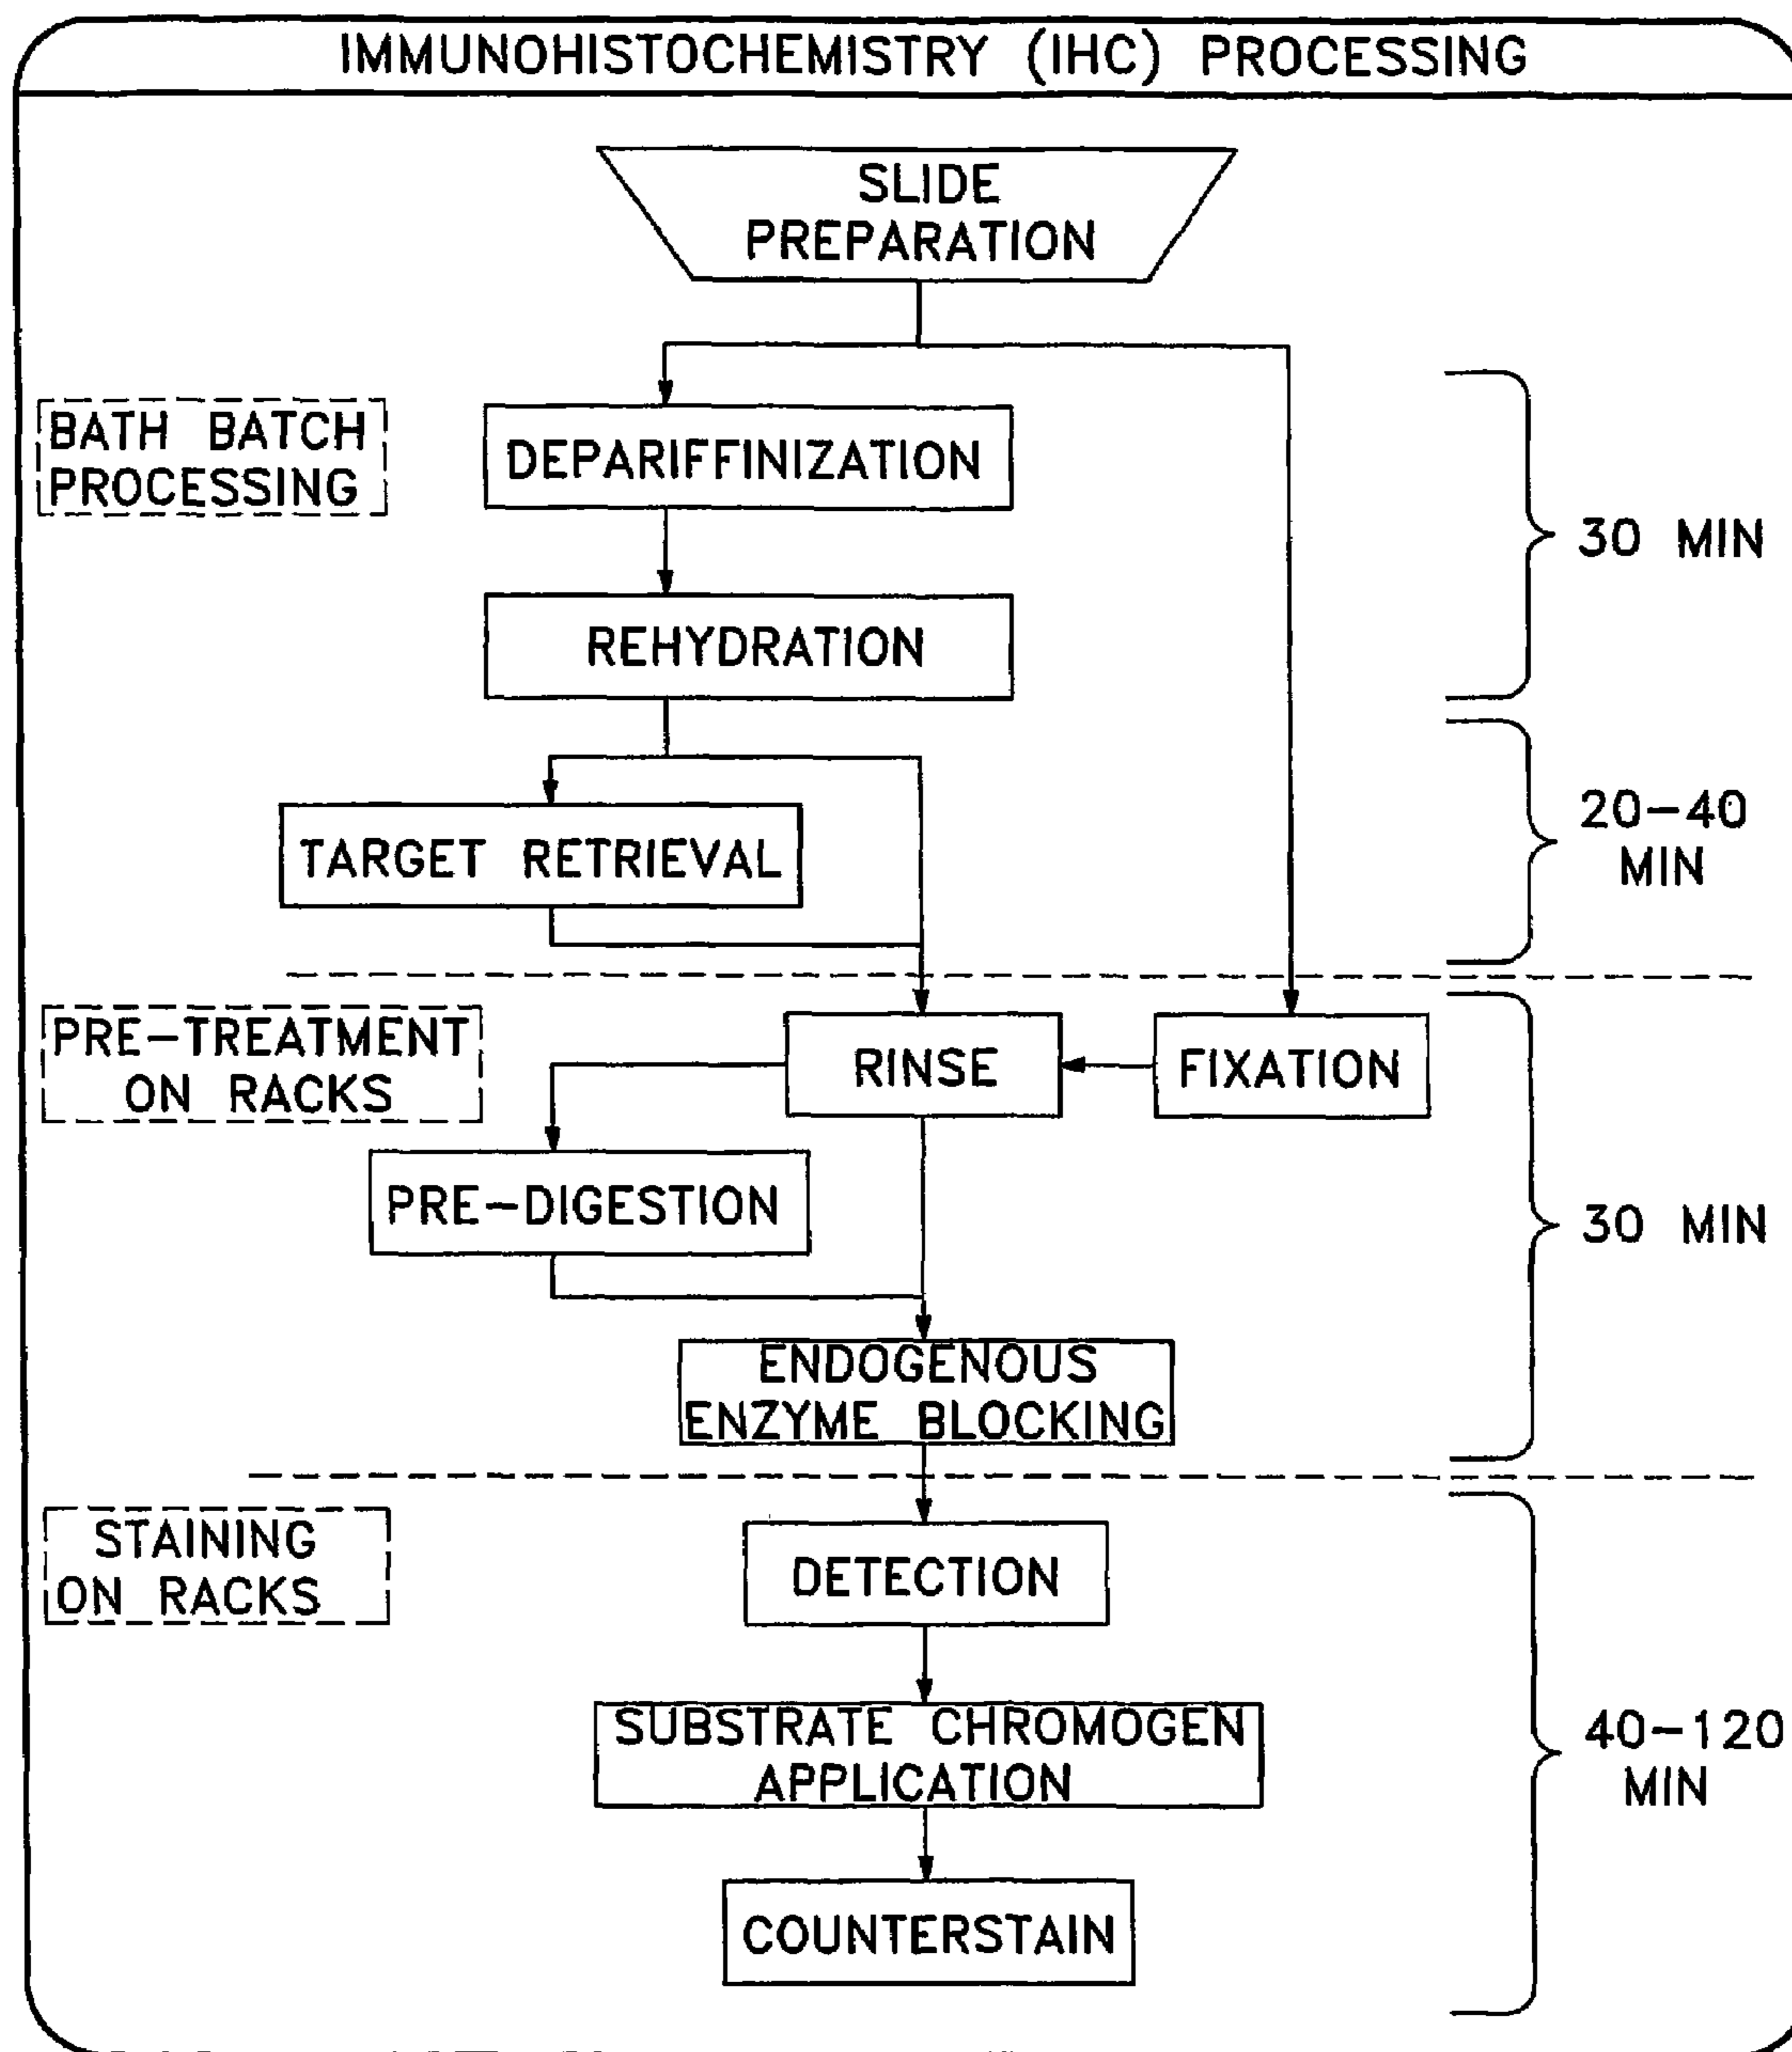 IMMUNOHISTOCHEMISTRY (IHC) PROCESSING
SLIDE
PREPARATION
BATH BATCH
PROCESSING
DEPARIFFINIZATION
REHYDRATION
30 MIN
TARGET RETRIEVAL
20-40
MIN
PRE-TREATMENT
ON RACKS
RINSE
FIXATION
PRE-DIGESTION
30 MIN
ENDOGENOUS
ENZYME BLOCKING
STAINING
ON RACKS
DETECTION
SUBSTRATE CHROMOGEN
APPLICATION
40-120
MIN
COUNTERSTAIN